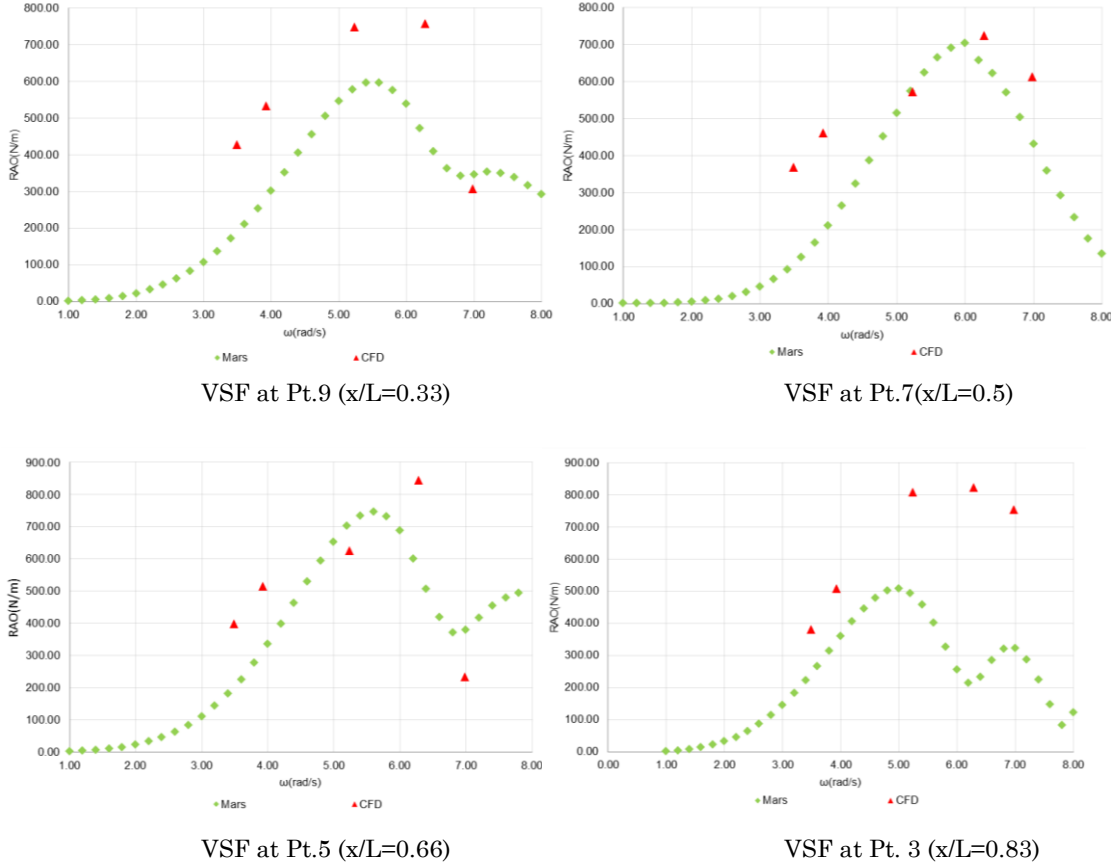 800.00
700.00
600.00
500.00
400.00
300.00
200.00
100.00
0.00
RAO(N/m)
1.00 2.00 3.00 4.00 5.00 6.00 7.00 8.00
ω(rad/s)
Mars CFD
VSF at Pt.9 (x/L=0.33)
800.00
700.00
600.00
500.00
400.00
300.00
200.00
100.00
0.00
RAO(N/m)
1.00 2.00 3.00 4.00 5.00 6.00 7.00 8.00
ω(rad/s)
Mars CFD
VSF at Pt.7(x/L=0.5)
900.00
800.00
700.00
600.00
500.00
400.00
300.00
200.00
100.00
0.00
RAO(N/m)
1.00 2.00 3.00 4.00 5.00 6.00 7.00 8.00
ω(rad/s)
Mars CFD
VSF at Pt.5 (x/L=0.66)
900.00
800.00
700.00
600.00
500.00
400.00
300.00
200.00
100.00
0.00
RAO(N/m)
0.00 1.00 2.00 3.00 4.00 5.00 6.00 7.00 8.00
ω(rad/s)
Mars CFD
VSF at Pt. 3 (x/L=0.83)